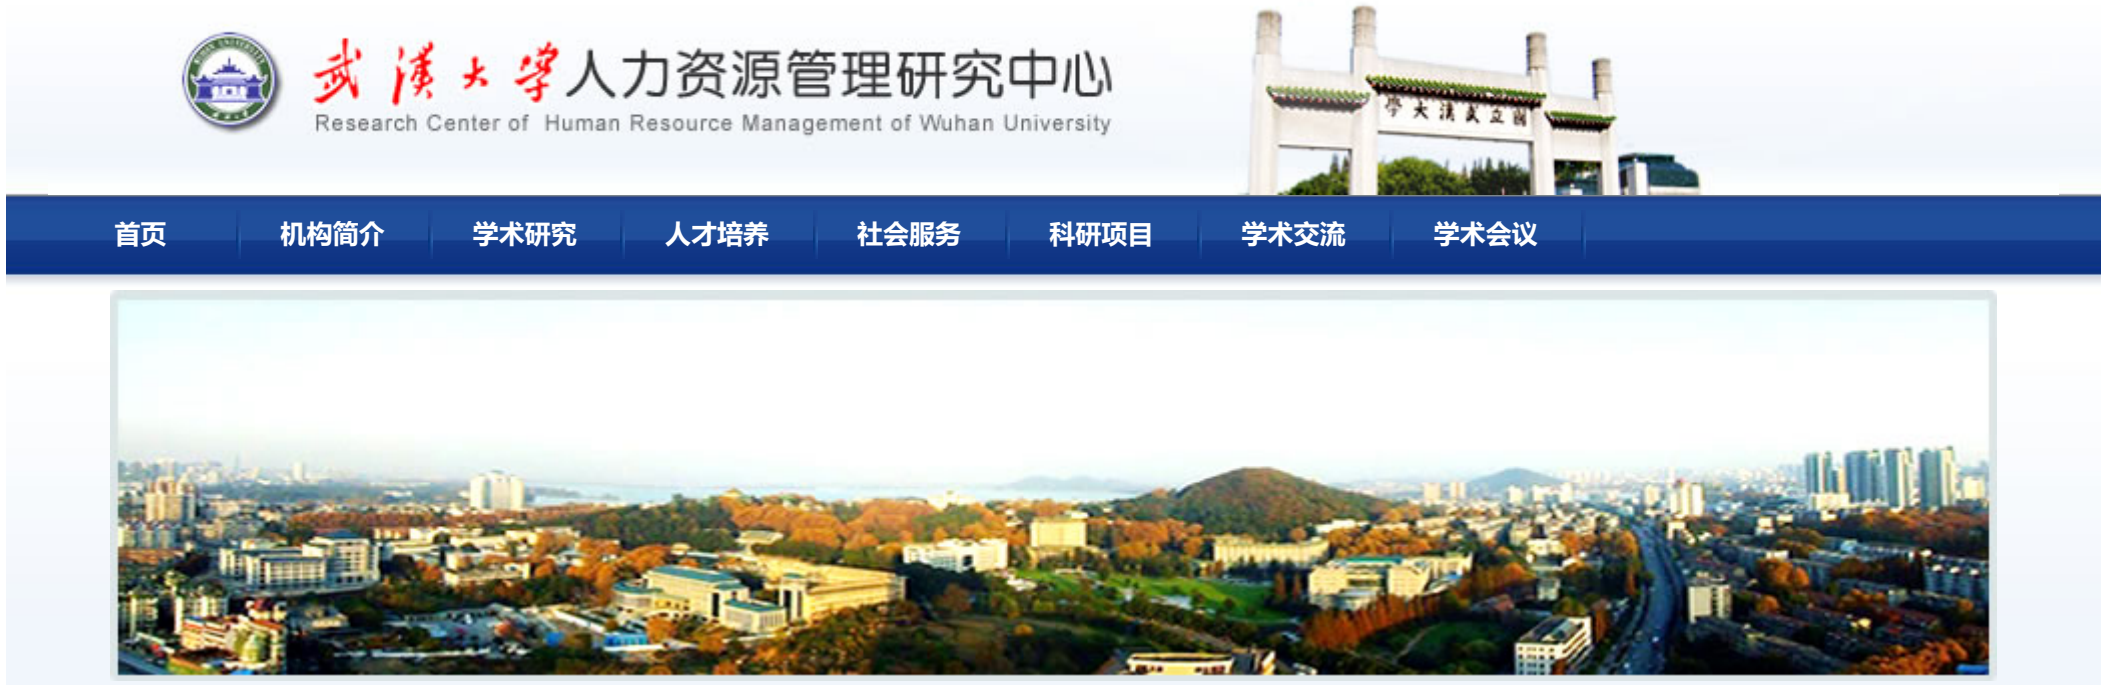 武漢大學人力资源管理研究中心
Research Center of Human Resource Management of Wuhan University
學大漢武立國
首页
机构简介
学术研究
人才培养
社会服务
科研项目
学术交流
学术会议